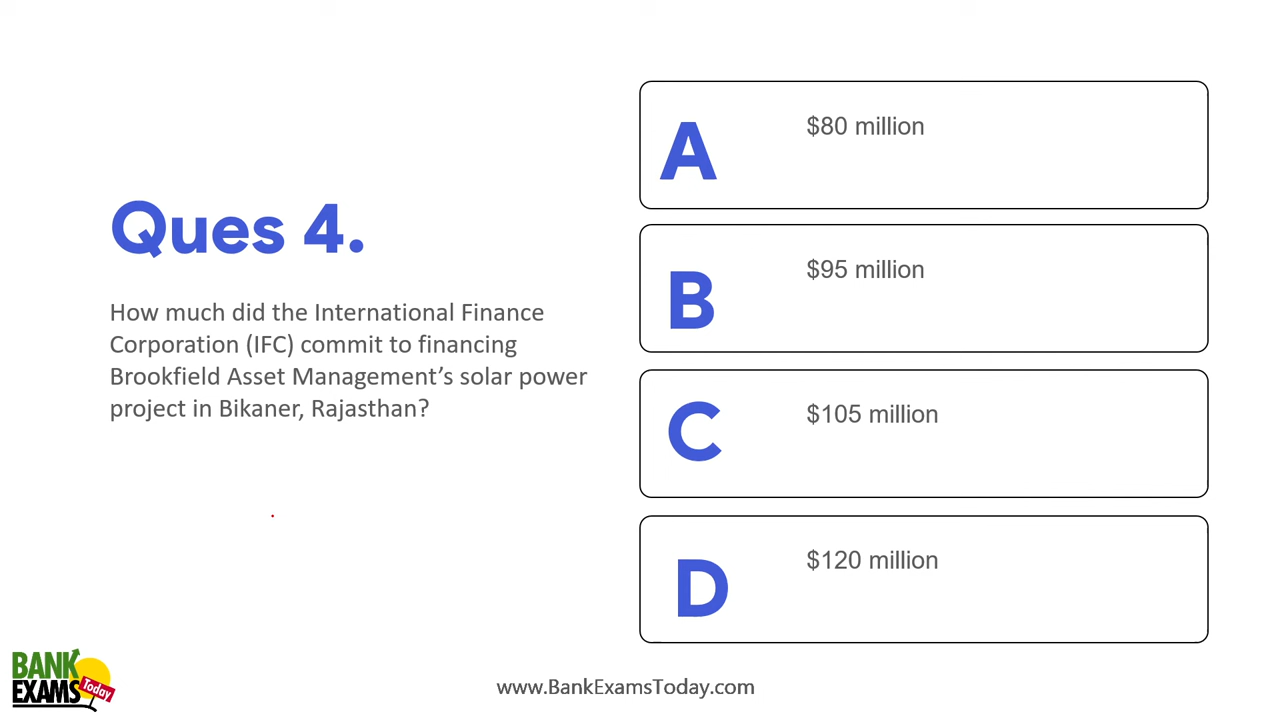 Ques 4.
How much did the International Finance
Corporation (IFC) commit to financing
Brookfield Asset Management’s solar power
project in Bikaner, Rajasthan?
A
$80 million
B
$95 million
C
$105 million
D
$120 million
BANK
EXAMS
Today
www.BankExamsToday.com